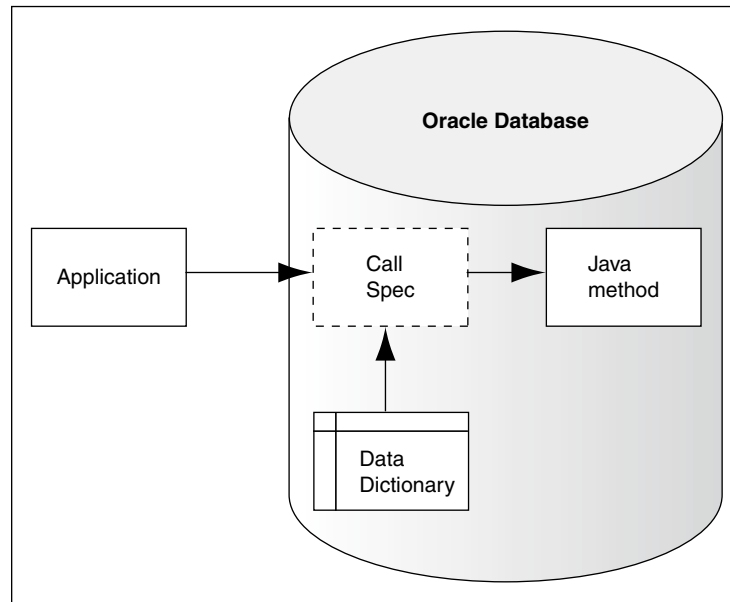 Oracle Database
Application
Call
Spec
Java
method
Data
Dictionary